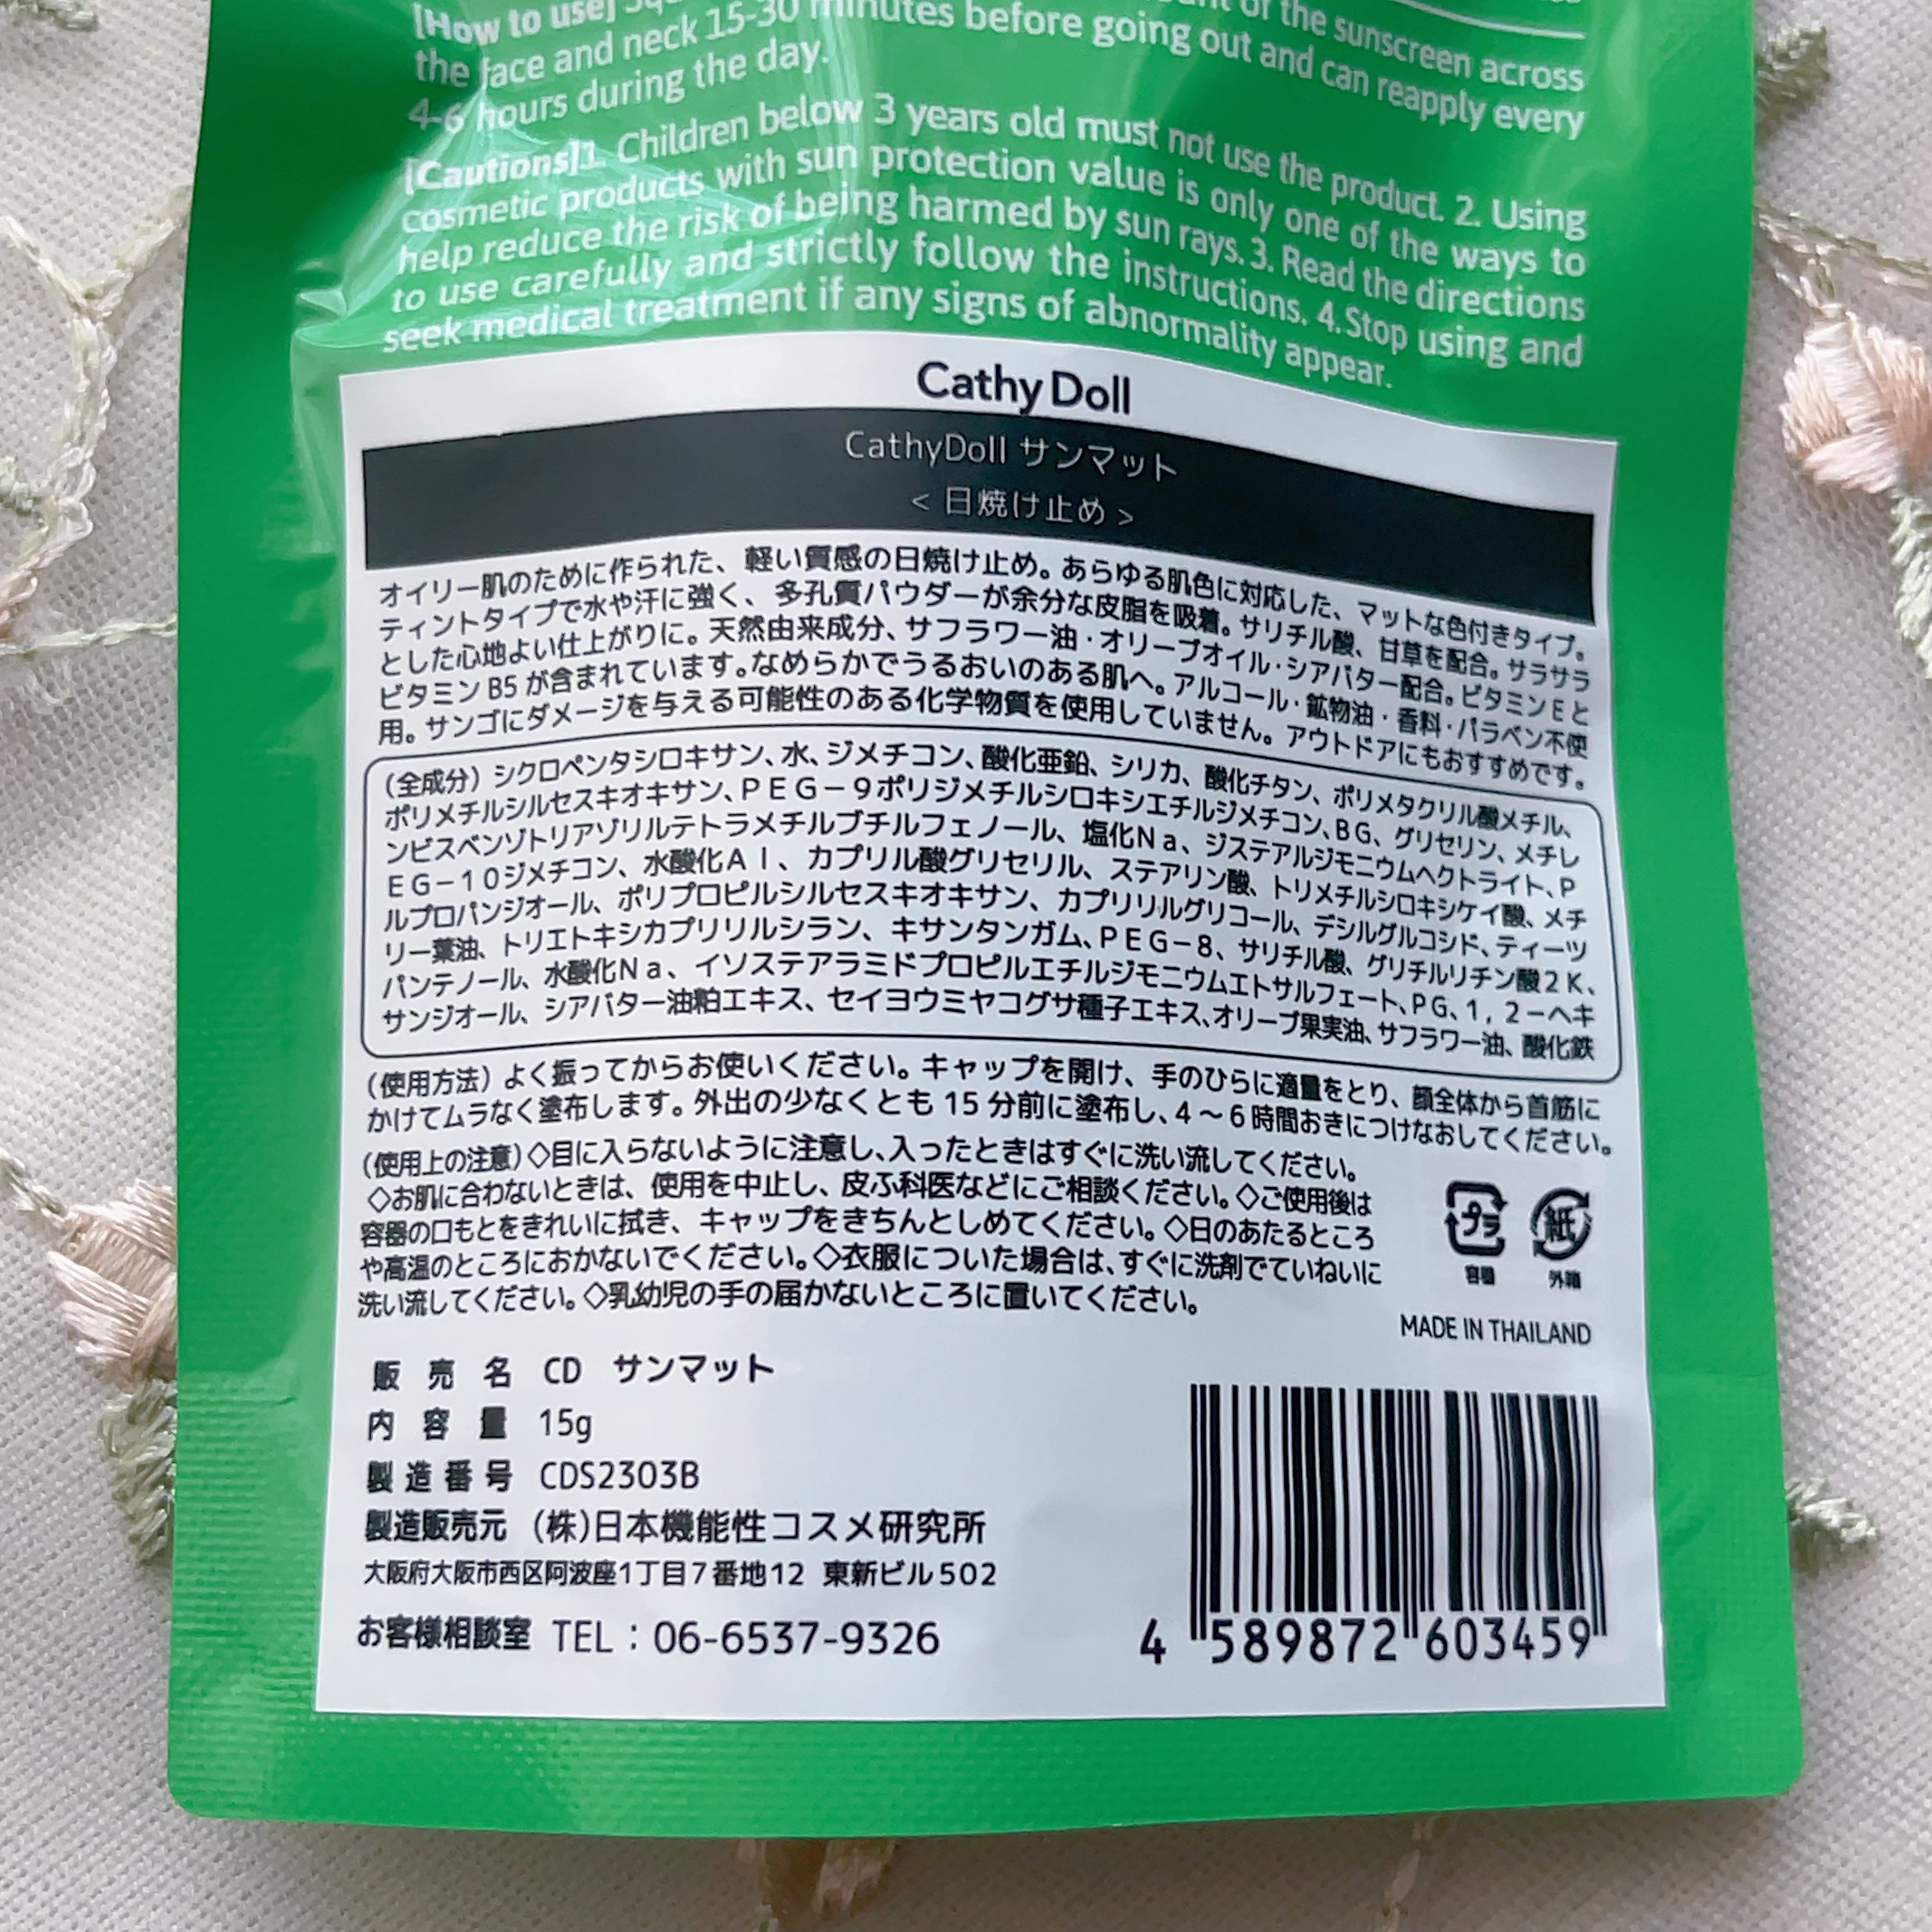 [How to use] of the sunscreen across
the face and neck 15-30 minutes before going out and can reapply every
4-6 hours during the day.
[Cautions]1. Children below 3 years old must not use the product. 2. Using
cosmetic products with sun protection value is only one of the ways to
help reduce the risk of being harmed by sun rays. 3. Read the directions
to use carefully and strictly follow the instructions. 4.Stop using and
seek medical treatment if any signs of abnormality appear.
Cathy Doll
CathyDoll サンマット
< 日焼け止め >
オイリー肌のために作られた、軽い質感の日焼け止め。あらゆる肌色に対応した、マットな色付きタイプ。
ティントタイプで水や汗に強く、多孔質パウダーが余分な皮脂を吸着。サリチル酸、甘草を配合。サラサラ
とした心地よい仕上がりに。天然由来成分、サフラワー油・オリーブオイル・シアバター配合。ビタミンEと
ビタミンB5が含まれています。なめらかでうるおいのある肌へ。アルコール・鉱物油・香料・パラベン不使
用。サンゴにダメージを与える可能性のある化学物質を使用していません。アウトドアにもおすすめです。
（全成分）シクロペンタシロキサン、水、ジメチコン、酸化亜鉛、シリカ、酸化チタン、ポリメタクリル酸メチル、
ポリメチルシルセスキオキサン、PEG－9ポリジメチルシロキシエチルジメチコン、BG、グリセリン、メチレ
ンビスベンゾトリアゾリルテトラメチルブチルフェノール、塩化Na、ジステアルジモニウムヘクトライト、P
EG－10ジメチコン、水酸化Al、カプリル酸グリセリル、ステアリン酸、トリメチルシロキシケイ酸、メチ
ルプロパンジオール、ポリプロピルシルセスキオキサン、カプリリルグリコール、デシルグルコシド、ティーツ
リー葉油、トリエトキシカプリリルシラン、キサンタンガム、PEG－8、サリチル酸、グリチルリチン酸2K、
パンテノール、水酸化Na、イソステアラミドプロピルエチルジモニウムエトサルフェート、PG、1，2－ヘキ
サンジオール、シアバター油粕エキス、セイヨウミヤコグサ種子エキス、オリーブ果実油、サフラワー油、酸化鉄
（使用方法）よく振ってからお使いください。キャップを開け、手のひらに適量をとり、顔全体から首筋に
かけてムラなく塗布します。外出の少なくとも15分前に塗布し、4～6時間おきにつけなおしてください。
（使用上の注意）◇目に入らないように注意し、入ったときはすぐに洗い流してください。
◇お肌に合わないときは、使用を中止し、皮ふ科医などにご相談ください。◇ご使用後は
容器の口もとをきれいに拭き、キャップをきちんとしめてください。◇日のあたるところ
や高温のところにおかないでください。◇衣服についた場合は、すぐに洗剤でていねいに
洗い流してください。◇乳幼児の手の届かないところに置いてください。
プラ 紙
容器 外箱
MADE IN THAILAND
販売名 CD サンマット
内容量 15g
製造番号 CDS2303B
製造販売元 (株)日本機能性コスメ研究所
大阪府大阪市西区阿波座1丁目7番地12 東新ビル502
お客様相談室 TEL：06-6537-9326
4 589872 603459